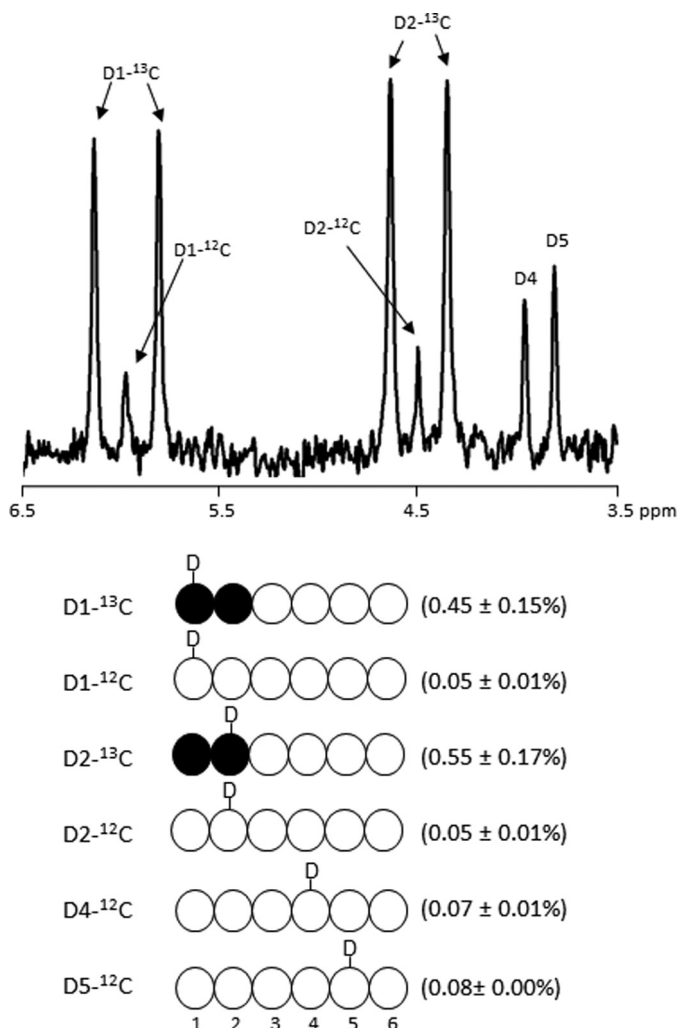 D2-¹³C
D1-¹³C
D1-¹²C
D2-¹²C
D5
D4
6.5 5.5 4.5 3.5 ppm
D
D1-¹³C (0.45 ± 0.15%)
D
D1-¹²C (0.05 ± 0.01%)
D
D2-¹³C (0.55 ± 0.17%)
D
D2-¹²C (0.05 ± 0.01%)
D
D4-¹²C (0.07 ± 0.01%)
D
D5-¹²C (0.08± 0.00%)
1 2 3 4 5 6